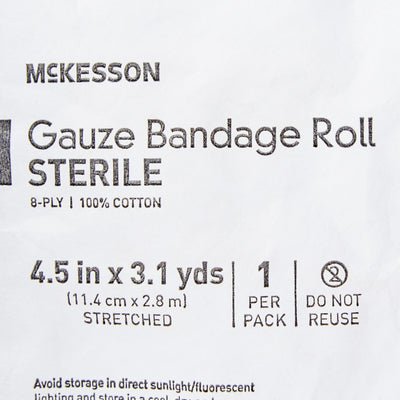 McKESSON
Gauze Bandage Roll
STERILE
8-PLY | 100% COTTON
4.5 in x 3.1 yds
(11.4 cm x 2.8 m)
STRETCHED
1
PER
PACK
2
DO NOT
REUSE
Avoid storage in direct sunlight/fluorescent
lighting and store in a cool, dry